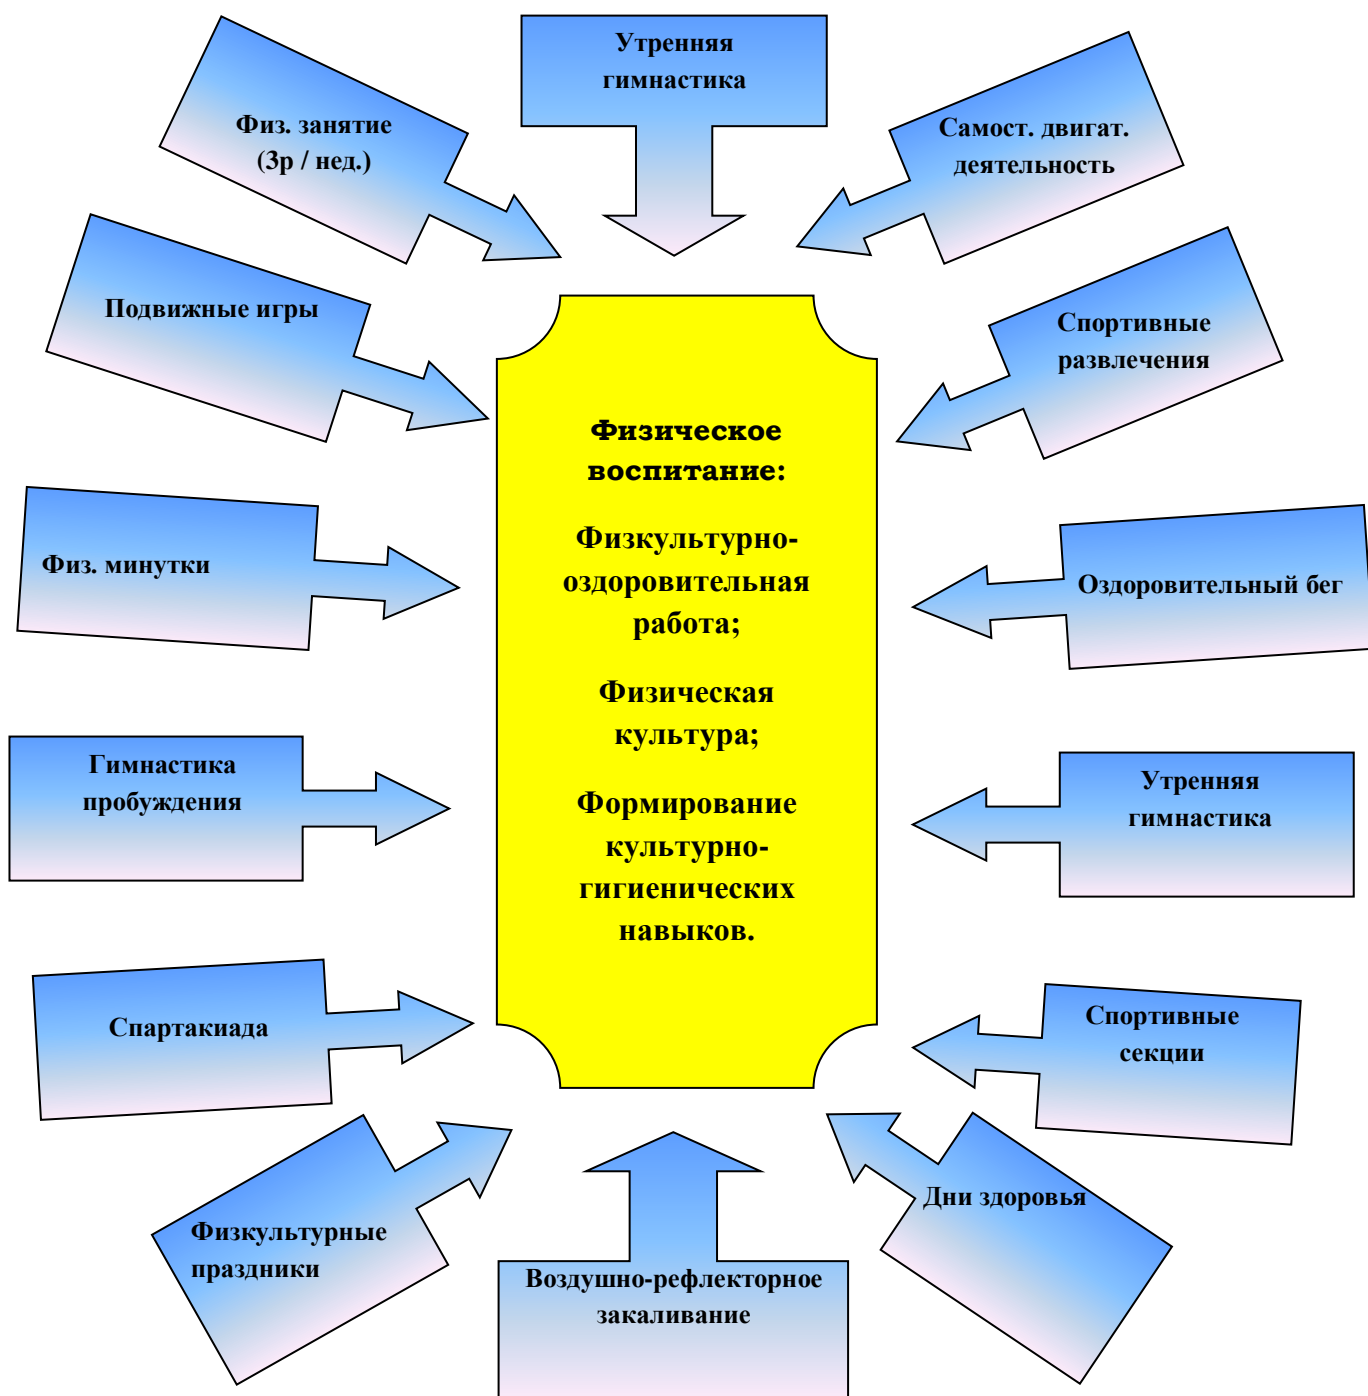 Утренняя
гимнастика
Физ. занятие
(3р / нед.)
Самост. двигат.
деятельность
Подвижные игры
Спортивные
развлечения
Физическое
воспитание:
Физкультурно-
оздоровительная
работа;
Физическая
культура;
Формирование
культурно-
гигиенических
навыков.
Физ. минутки
Оздоровительный бег
Гимнастика
пробуждения
Утренняя
гимнастика
Спартакиада
Спортивные
секции
Физкультурные
праздники
Дни здоровья
Воздушно-рефлекторное
закаливание